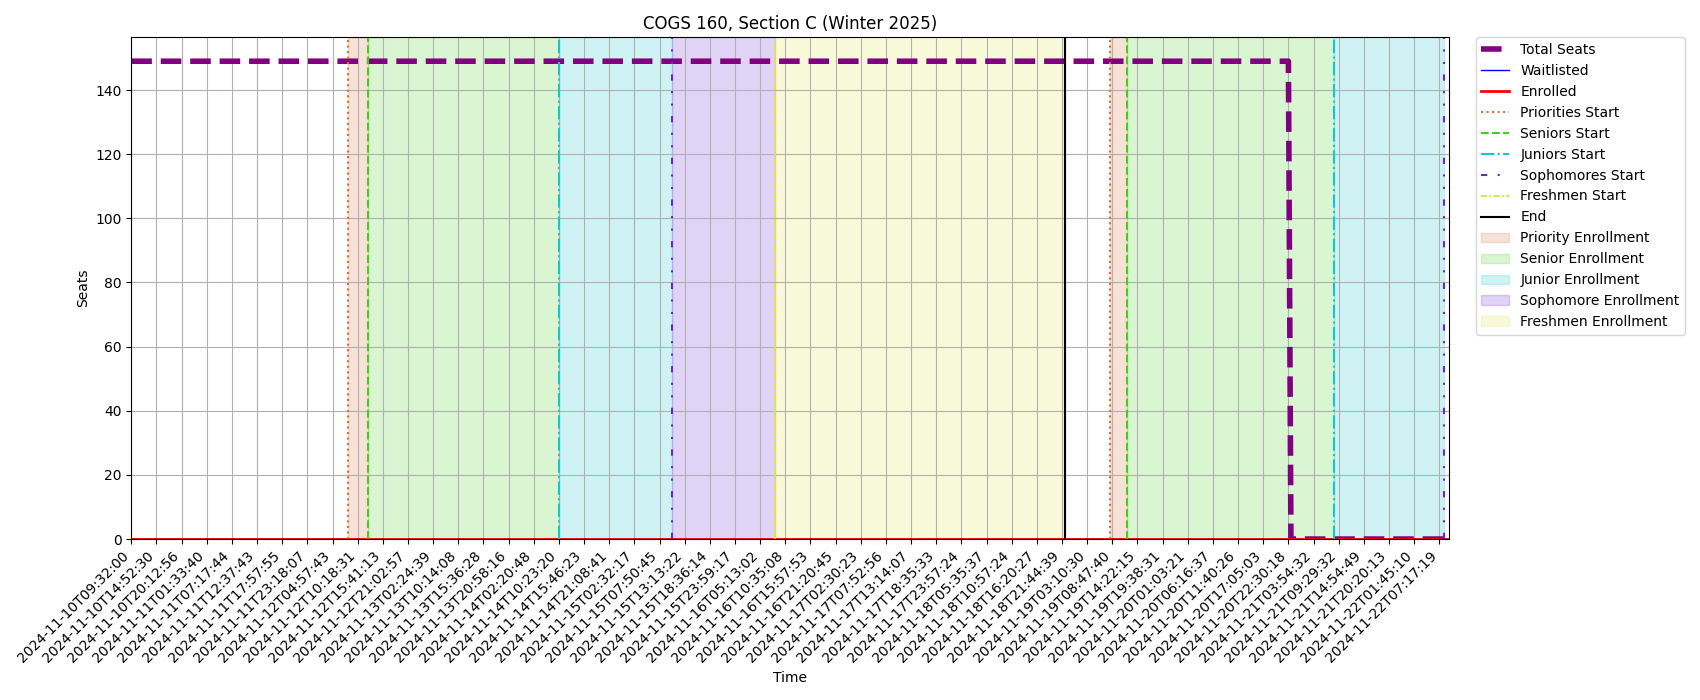 COGS 160, Section C (Winter 2025)
Total Seats
Waitlisted
Enrolled
Priorities Start
Seniors Start
Juniors Start
Sophomores Start
Freshmen Start
End
Priority Enrollment
Senior Enrollment
Junior Enrollment
Sophomore Enrollment
Freshmen Enrollment
Seats
140
120
100
80
60
40
20
0
2024-11-10T09:32:00
2024-11-10T14:52:30
2024-11-10T20:12:56
2024-11-11T01:33:40
2024-11-11T07:17:44
2024-11-11T12:37:43
2024-11-11T17:57:55
2024-11-11T23:18:07
2024-11-12T04:57:43
2024-11-12T10:18:31
2024-11-12T15:41:13
2024-11-12T21:02:57
2024-11-13T02:24:39
2024-11-13T10:14:08
2024-11-13T15:36:28
2024-11-13T20:58:16
2024-11-14T02:20:48
2024-11-14T10:23:20
2024-11-14T15:46:23
2024-11-14T21:08:41
2024-11-15T02:32:17
2024-11-15T07:50:45
2024-11-15T13:13:22
2024-11-15T18:36:14
2024-11-15T23:59:17
2024-11-16T05:13:02
2024-11-16T10:35:08
2024-11-16T15:57:53
2024-11-16T21:20:45
2024-11-17T02:30:23
2024-11-17T07:52:56
2024-11-17T13:14:07
2024-11-17T18:35:33
2024-11-17T23:57:24
2024-11-18T05:35:37
2024-11-18T10:57:24
2024-11-18T16:20:27
2024-11-18T21:44:39
2024-11-19T03:10:30
2024-11-19T08:47:40
2024-11-19T14:22:15
2024-11-19T19:38:31
2024-11-20T01:03:21
2024-11-20T06:16:37
2024-11-20T11:40:26
2024-11-20T17:05:03
2024-11-20T22:30:18
2024-11-21T03:54:32
2024-11-21T09:29:32
2024-11-21T14:54:49
2024-11-21T20:20:13
2024-11-22T01:45:10
2024-11-22T07:17:19
Time